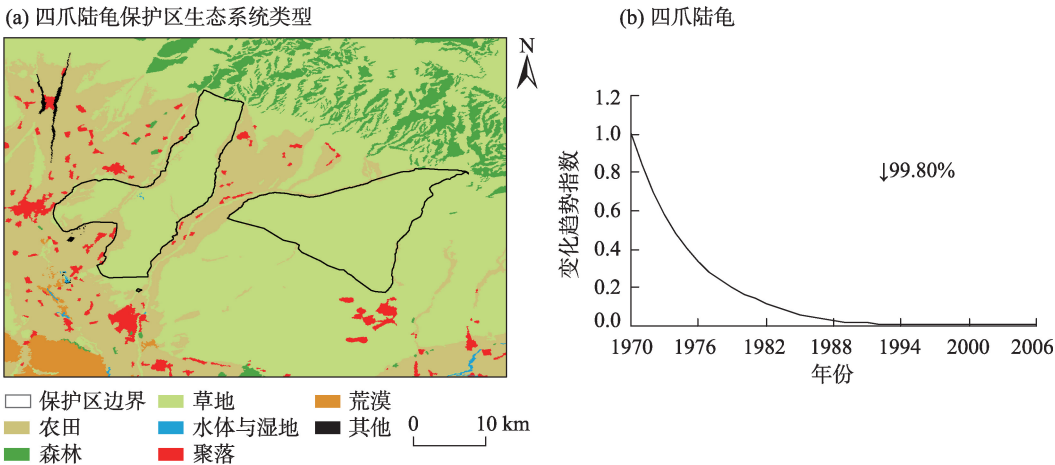 (a) 四爪陆龟保护区生态系统类型
N
保护区边界
草地
荒漠
农田
水体与湿地
其他
森林
聚落
0
10 km
(b) 四爪陆龟
变化趋势指数
1.2
1.0
0.8
0.6
0.4
0.2
0.0
↓99.80%
1970
1976
1982
1988
1994
2000
2006
年份